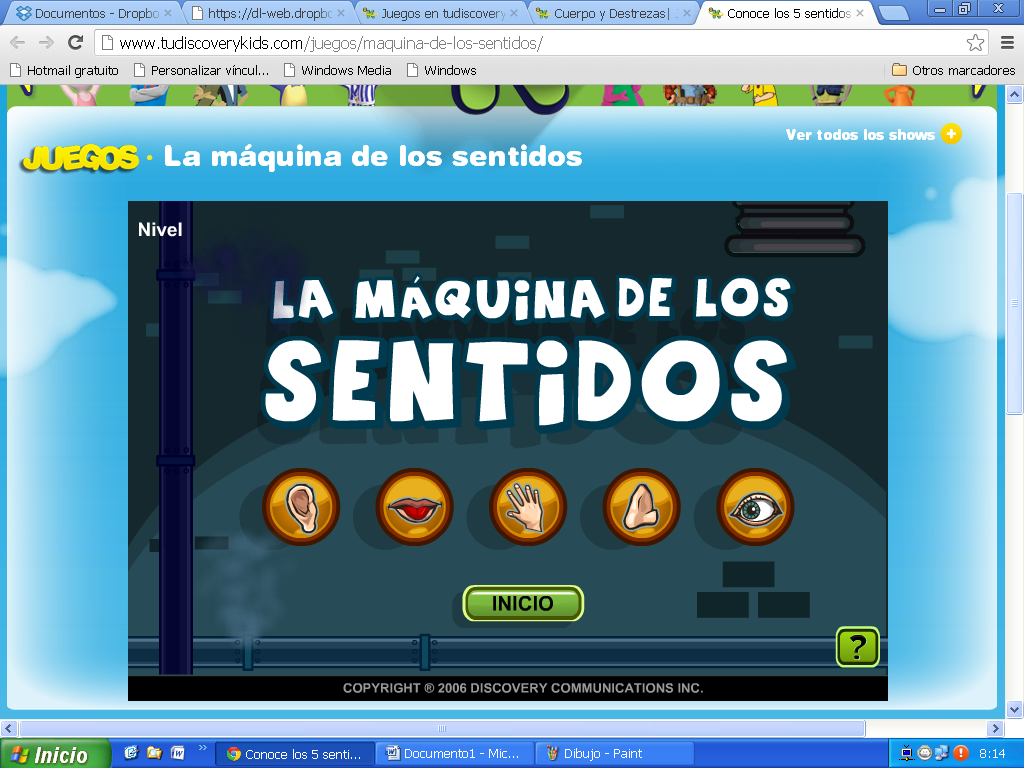 Documentos - Dropbo
https://dl-web.dropbo
Juegos en tudiscovery
Cuerpo y Destrezas|
Conoce los 5 sentidos
www.tudiscoverykids.com/juegos/maquina-de-los-sentidos/
Hotmail gratuito
Personalizar víncul...
Windows Media
Windows
Otros marcadores
Ver todos los shows +
JUEGOS · La máquina de los sentidos
Nivel
LA MÁQUiNA DE LOS
SENTiDOS
INICIO
?
COPYRIGHT ® 2006 DISCOVERY COMMUNICATIONS INC.
Inicio
»
Conoce los 5 senti...
Documento1 - Mic...
Dibujo - Paint
8:14